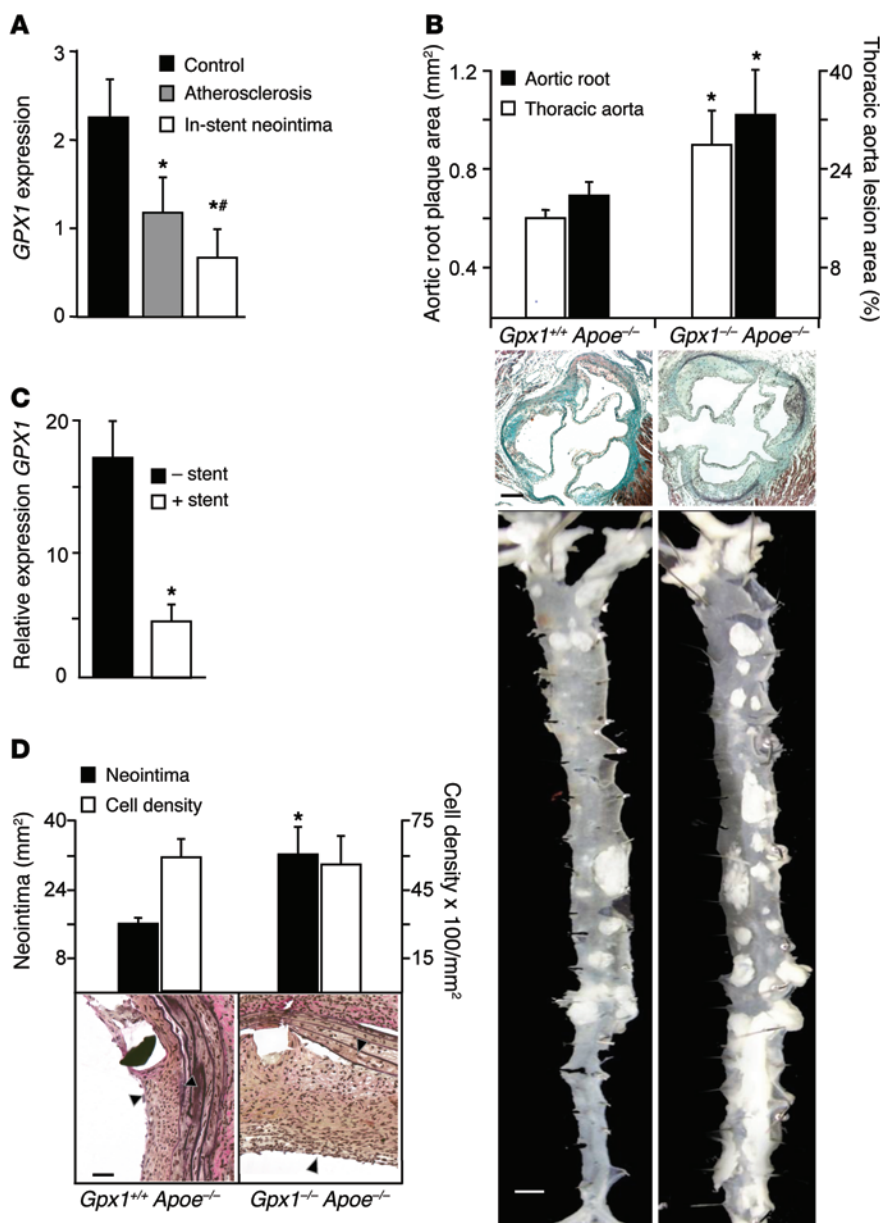 A
GPX1 expression
3
2
1
0
Control
Atherosclerosis
In-stent neointima
*
*#
B
Aortic root plaque area (mm²)
1.2
0.8
0.4
Aortic root
Thoracic aorta
*
*
40
24
8
Thoracic aorta lesion area (%)
Gpx1+/+ Apoe–/–
Gpx1–/– Apoe–/–
C
Relative expression GPX1
20
10
0
– stent
+ stent
*
D
Neointima
Cell density
Neointima (mm²)
40
24
8
*
75
45
15
Cell density x 100/mm²
Gpx1+/+ Apoe–/–
Gpx1–/– Apoe–/–